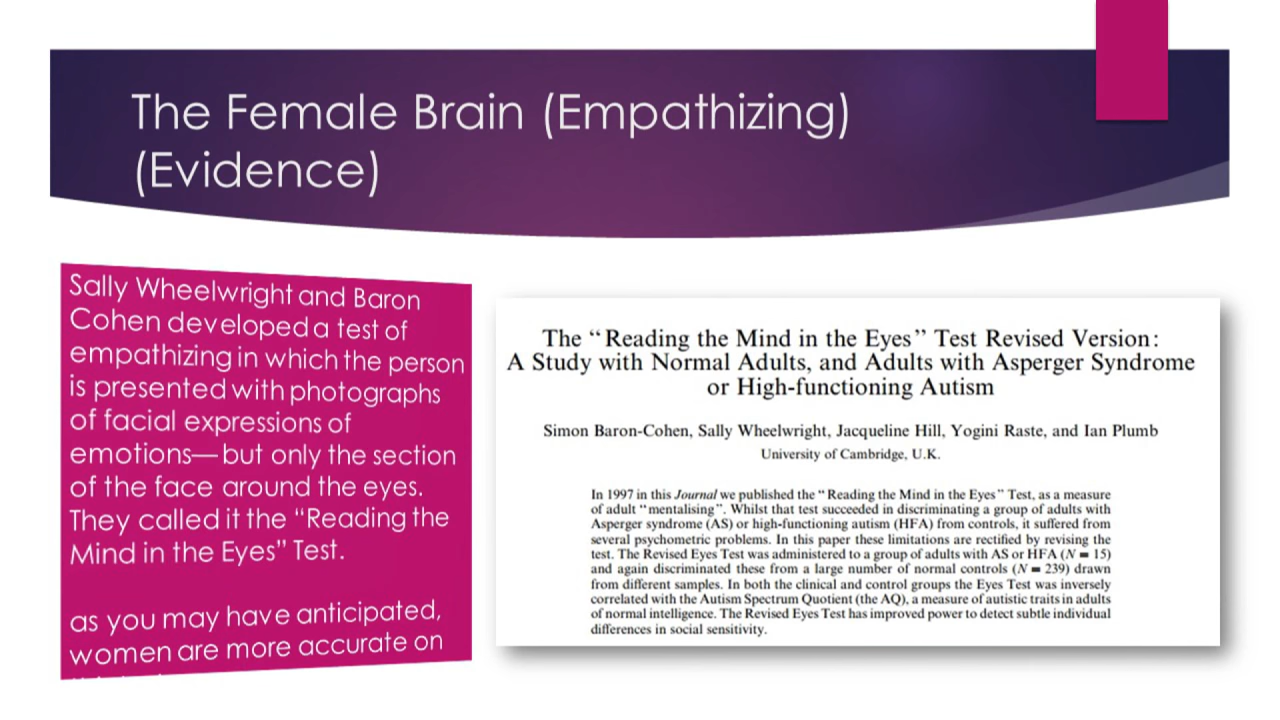 The Female Brain (Empathizing)
(Evidence)
Sally Wheelwright and Baron
Cohen developed a test of
empathizing in which the person
is presented with photographs
of facial expressions of
emotions—but only the section
of the face around the eyes.
They called it the “Reading the
Mind in the Eyes” Test.
as you may have anticipated,
women are more accurate on
The “Reading the Mind in the Eyes” Test Revised Version:
A Study with Normal Adults, and Adults with Asperger Syndrome
or High-functioning Autism
Simon Baron-Cohen, Sally Wheelwright, Jacqueline Hill, Yogini Raste, and Ian Plumb
University of Cambridge, U.K.
In 1997 in this Journal we published the “Reading the Mind in the Eyes” Test, as a measure
of adult “mentalising”. Whilst that test succeeded in discriminating a group of adults with
Asperger syndrome (AS) or high-functioning autism (HFA) from controls, it suffered from
several psychometric problems. In this paper these limitations are rectified by revising the
test. The Revised Eyes Test was administered to a group of adults with AS or HFA (N = 15)
and again discriminated these from a large number of normal controls (N = 239) drawn
from different samples. In both the clinical and control groups the Eyes Test was inversely
correlated with the Autism Spectrum Quotient (the AQ), a measure of autistic traits in adults
of normal intelligence. The Revised Eyes Test has improved power to detect subtle individual
differences in social sensitivity.